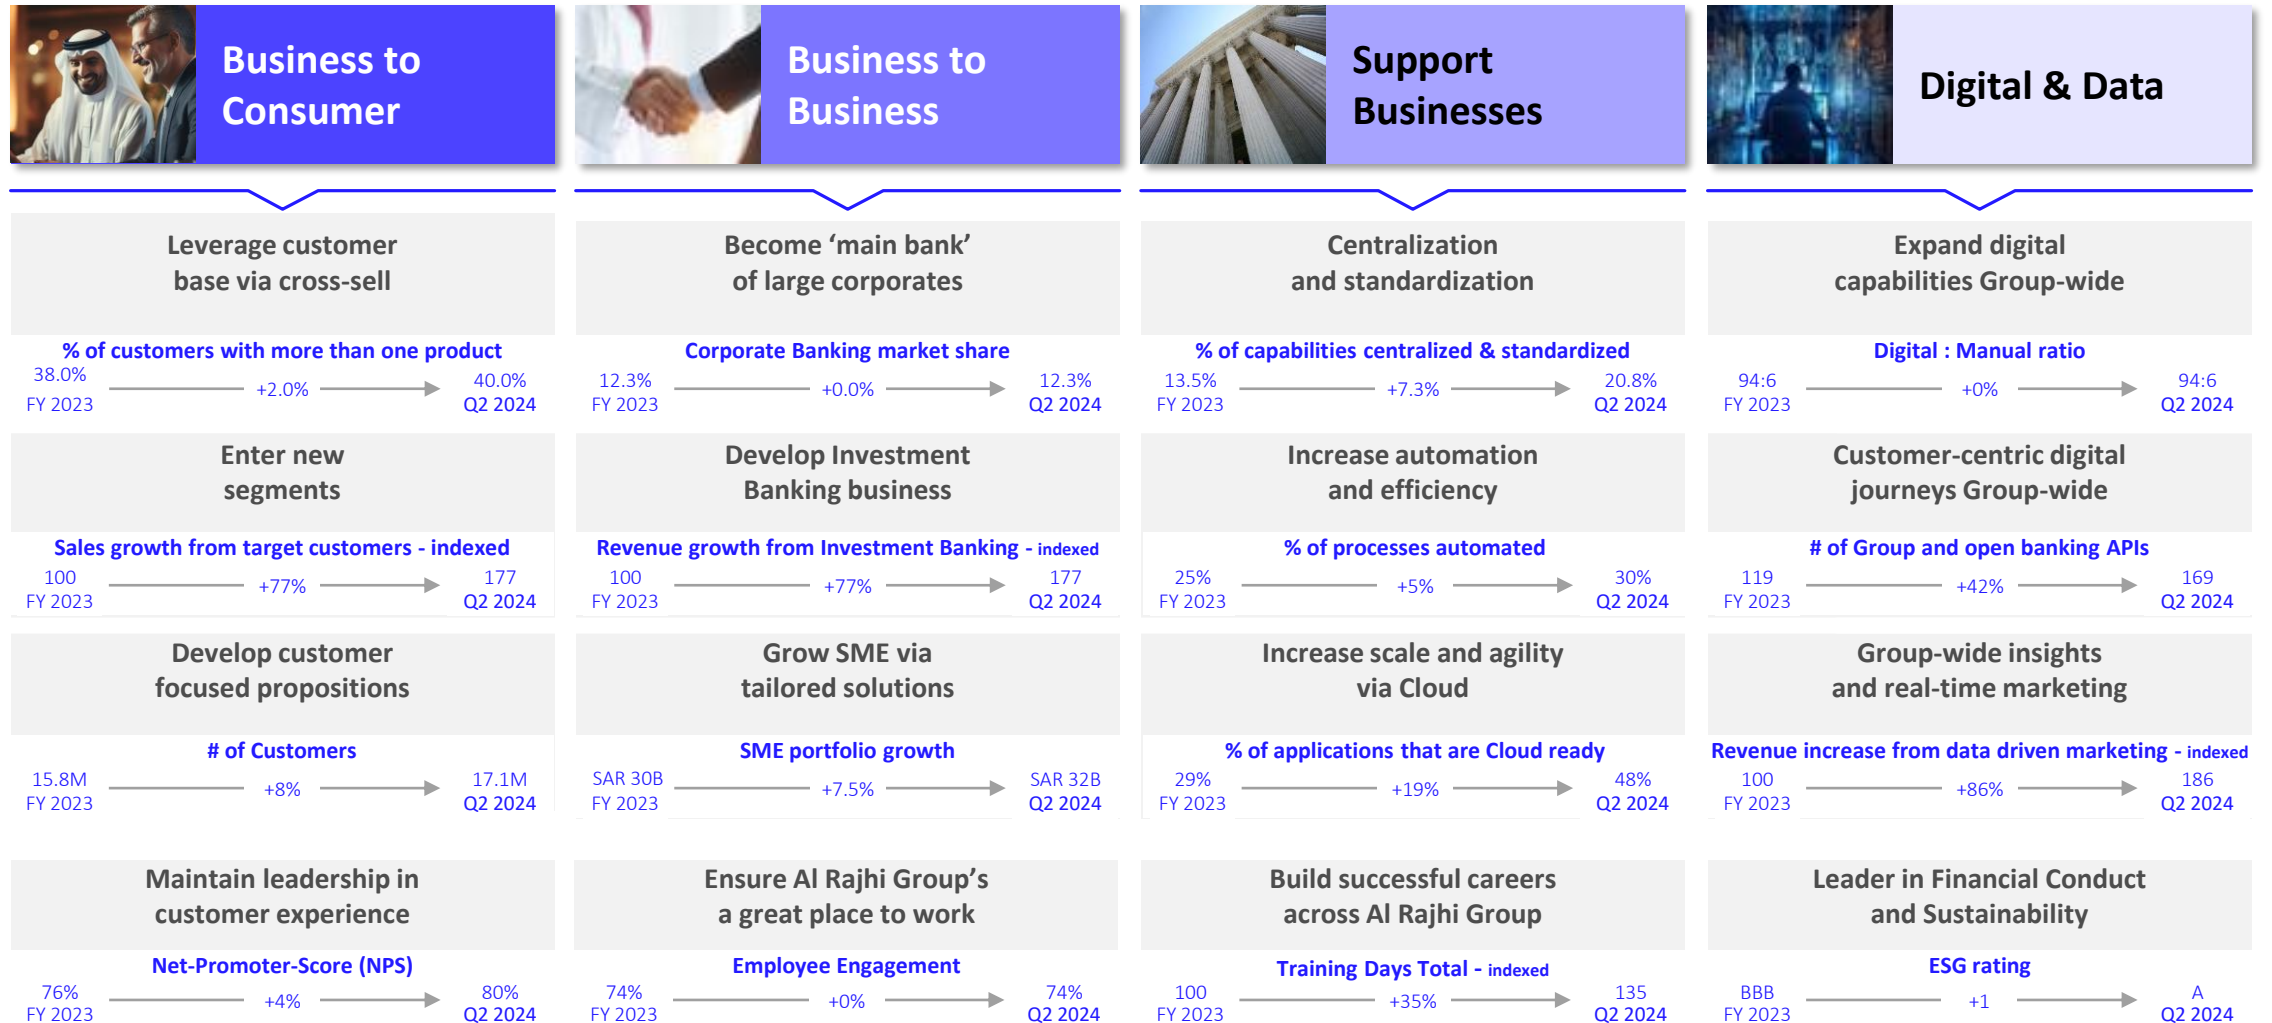 Business to
Consumer
Leverage customer
base via cross-sell
% of customers with more than one product
38.0%
FY 2023
+2.0%
40.0%
Q2 2024
Enter new
segments
Sales growth from target customers - indexed
100
FY 2023
+77%
177
Q2 2024
Develop customer
focused propositions
# of Customers
15.8M
FY 2023
+8%
17.1M
Q2 2024
Maintain leadership in
customer experience
Net-Promoter-Score (NPS)
76%
FY 2023
+4%
80%
Q2 2024
Business to
Business
Become ‘main bank’
of large corporates
Corporate Banking market share
12.3%
FY 2023
+0.0%
12.3%
Q2 2024
Develop Investment
Banking business
Revenue growth from Investment Banking - indexed
100
FY 2023
+77%
177
Q2 2024
Grow SME via
tailored solutions
SME portfolio growth
SAR 30B
FY 2023
+7.5%
SAR 32B
Q2 2024
Ensure Al Rajhi Group’s
a great place to work
Employee Engagement
74%
FY 2023
+0%
74%
Q2 2024
Support
Businesses
Centralization
and standardization
% of capabilities centralized & standardized
13.5%
FY 2023
+7.3%
20.8%
Q2 2024
Increase automation
and efficiency
% of processes automated
25%
FY 2023
+5%
30%
Q2 2024
Increase scale and agility
via Cloud
% of applications that are Cloud ready
29%
FY 2023
+19%
48%
Q2 2024
Build successful careers
across Al Rajhi Group
Training Days Total - indexed
100
FY 2023
+35%
135
Q2 2024
Digital & Data
Expand digital
capabilities Group-wide
Digital : Manual ratio
94:6
FY 2023
+0%
94:6
Q2 2024
Customer-centric digital
journeys Group-wide
# of Group and open banking APIs
119
FY 2023
+42%
169
Q2 2024
Group-wide insights
and real-time marketing
Revenue increase from data driven marketing - indexed
100
FY 2023
+86%
186
Q2 2024
Leader in Financial Conduct
and Sustainability
ESG rating
BBB
FY 2023
+1
A
Q2 2024